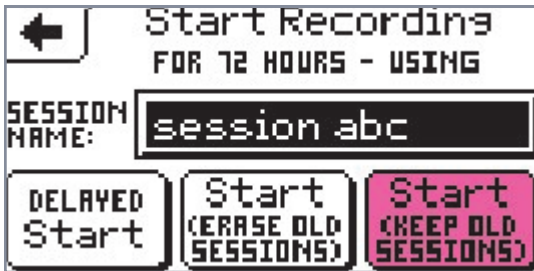 Start Recording
FOR 72 HOURS - USING
SESSION
NAME:
session abc
DELAYED
Start
Start
(ERASE OLD
SESSIONS)
Start
(KEEP OLD
SESSIONS)